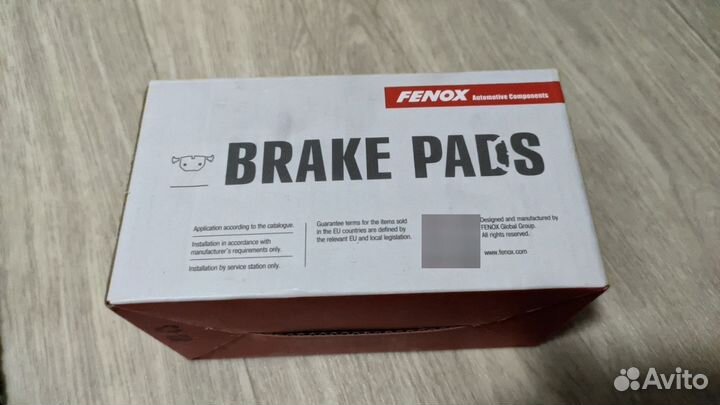 FENOX Automotive Components
BRAKE PADS
Application according to the catalogue.
Installation in accordance with
manufacturer's requirements only.
Installation by service station only.
Guarantee terms for the items sold
in the EU countries are defined by
the relevant EU and local legislation.
Designed and manufactured by
FENOX Global Group.
All rights reserved.
www.fenox.com
Avito